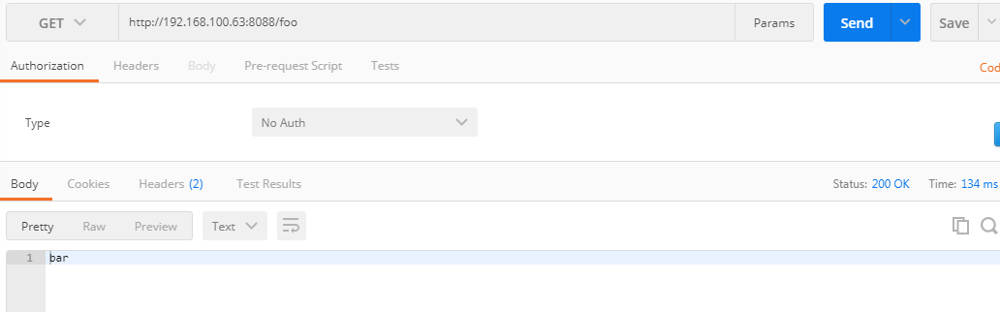 GET http://192.168.100.63:8088/foo Params Send Save
Authorization Headers Body Pre-request Script Tests Cod
Type No Auth
Body Cookies Headers (2) Test Results Status: 200 OK Time: 134 ms
Pretty Raw Preview Text
1 bar